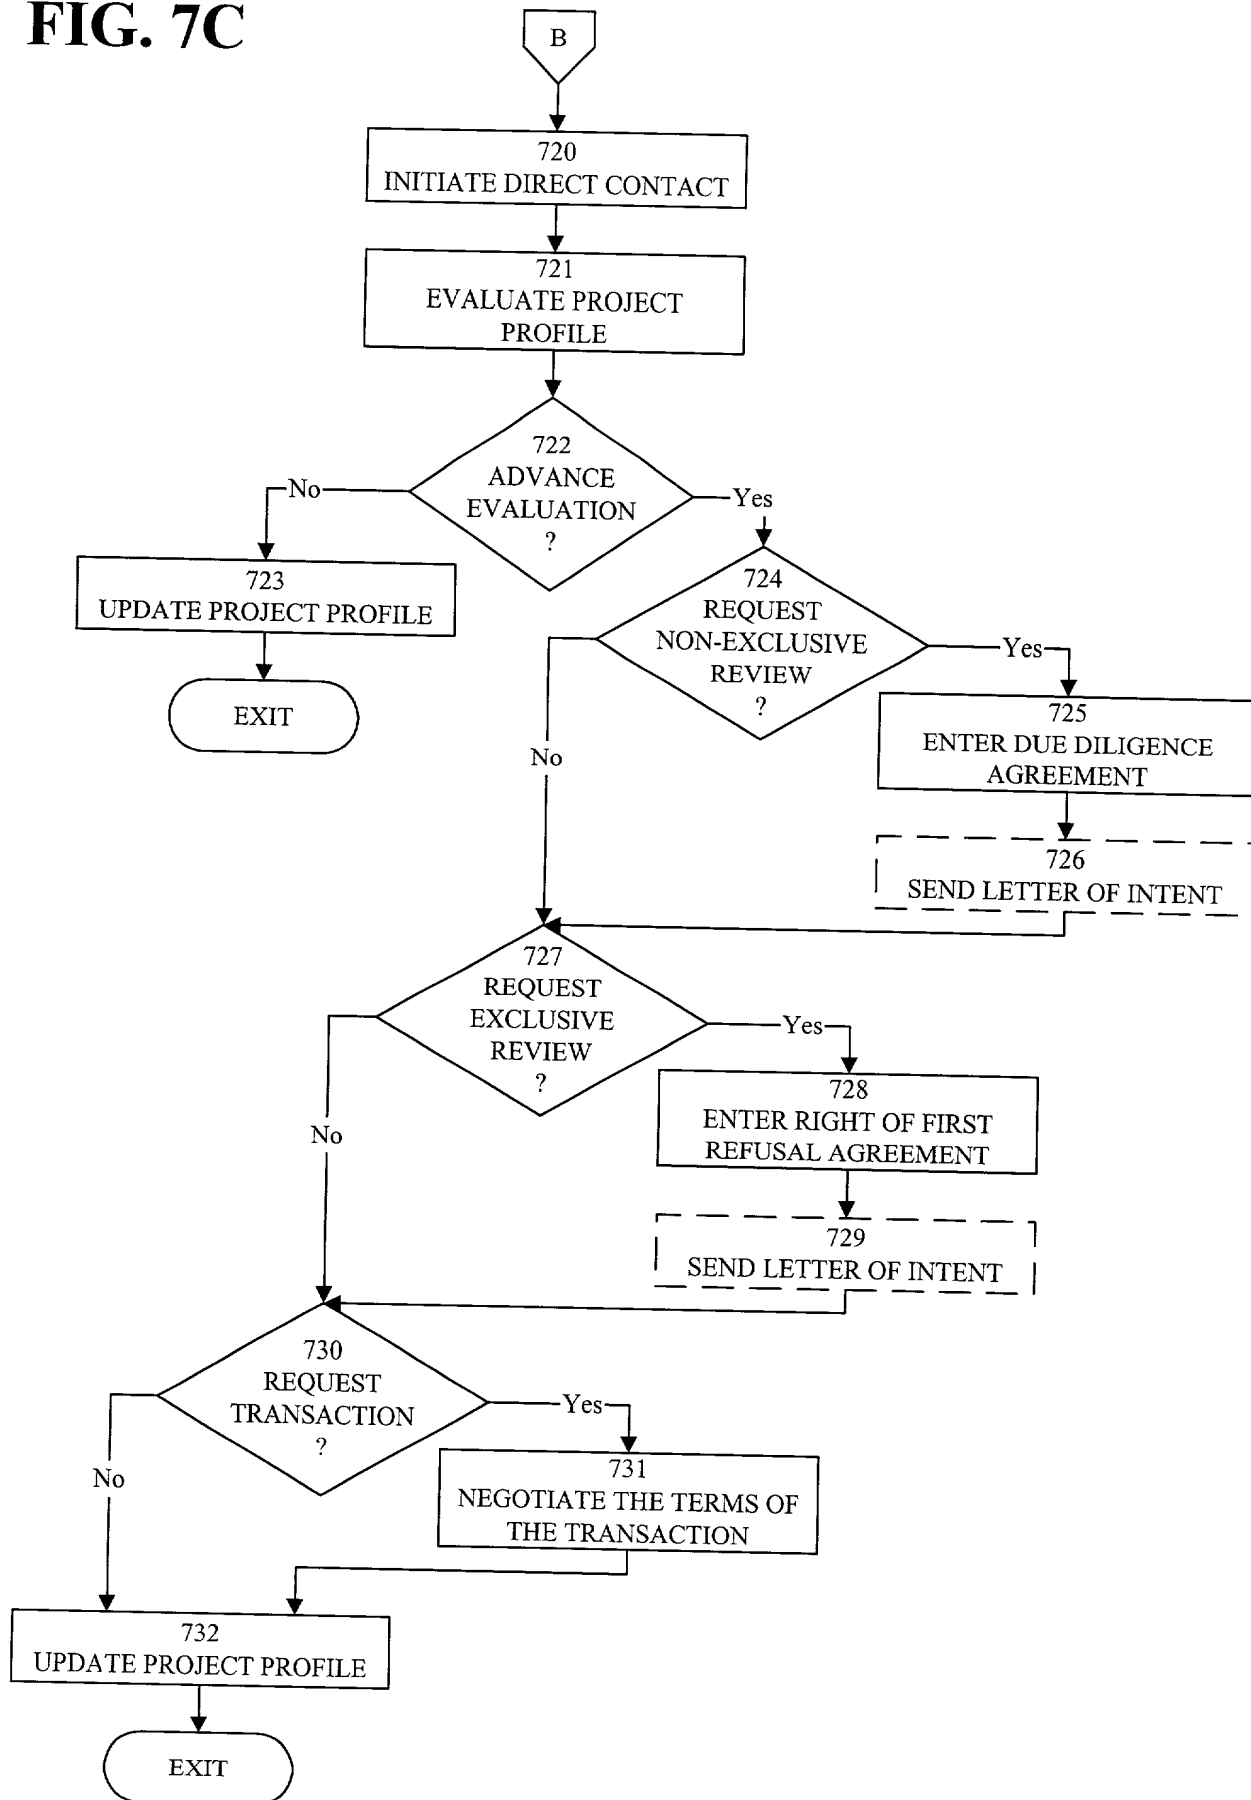 FIG. 7C
B
720
INITIATE DIRECT CONTACT
721
EVALUATE PROJECT
PROFILE
722
ADVANCE
EVALUATION
?
No
Yes
723
UPDATE PROJECT PROFILE
EXIT
724
REQUEST
NON-EXCLUSIVE
REVIEW
?
Yes
No
725
ENTER DUE DILIGENCE
AGREEMENT
726
SEND LETTER OF INTENT
727
REQUEST
EXCLUSIVE
REVIEW
?
Yes
No
728
ENTER RIGHT OF FIRST
REFUSAL AGREEMENT
729
SEND LETTER OF INTENT
730
REQUEST
TRANSACTION
?
Yes
No
731
NEGOTIATE THE TERMS OF
THE TRANSACTION
732
UPDATE PROJECT PROFILE
EXIT